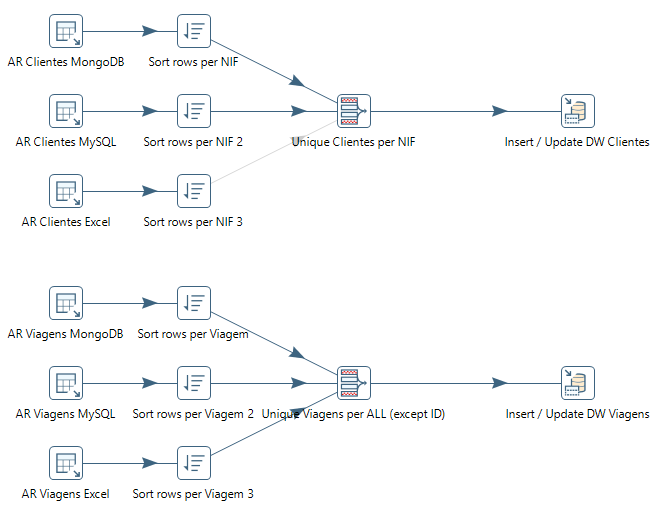 AR Clientes MongoDB
Sort rows per NIF
AR Clientes MySQL
Sort rows per NIF 2
Unique Clientes per NIF
Insert / Update DW Clientes
AR Clientes Excel
Sort rows per NIF 3
AR Viagens MongoDB
Sort rows per Viagem
AR Viagens MySQL
Sort rows per Viagem 2
Unique Viagens per ALL (except ID)
Insert / Update DW Viagens
AR Viagens Excel
Sort rows per Viagem 3